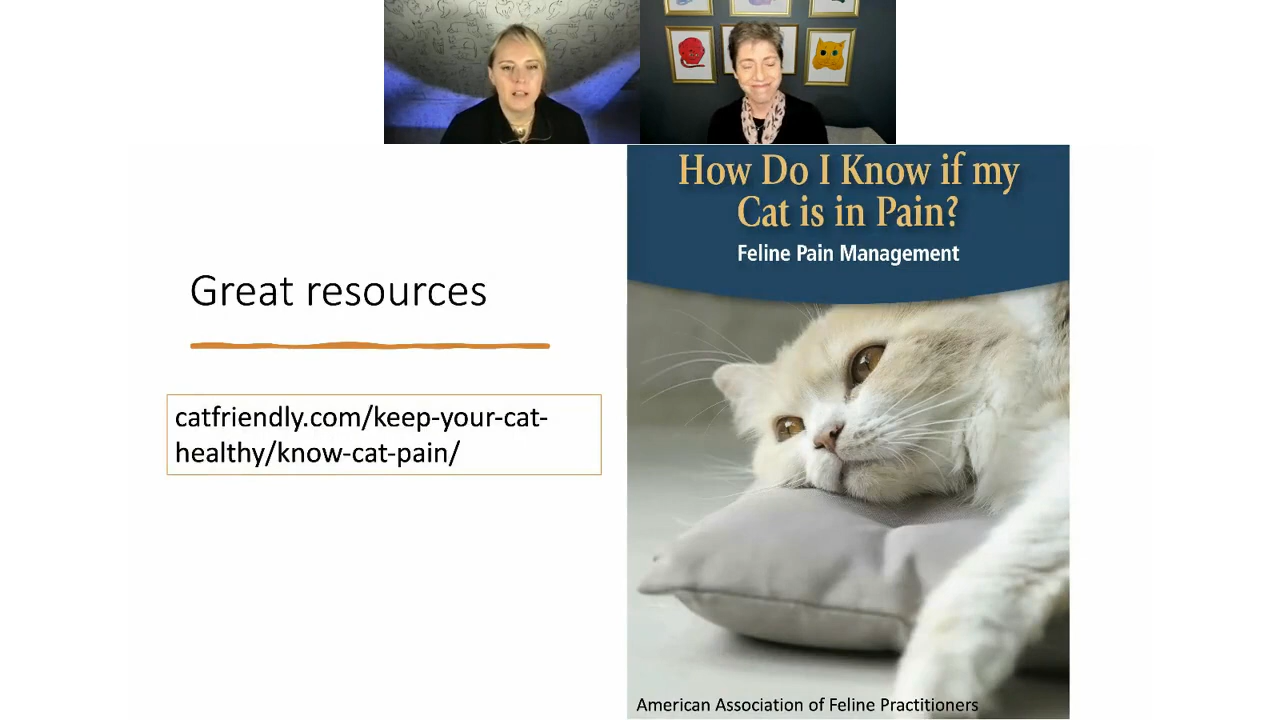 How Do I Know if my
Cat is in Pain?
Feline Pain Management
Great resources
catfriendly.com/keep-your-cat-
healthy/know-cat-pain/
American Association of Feline Practitioners